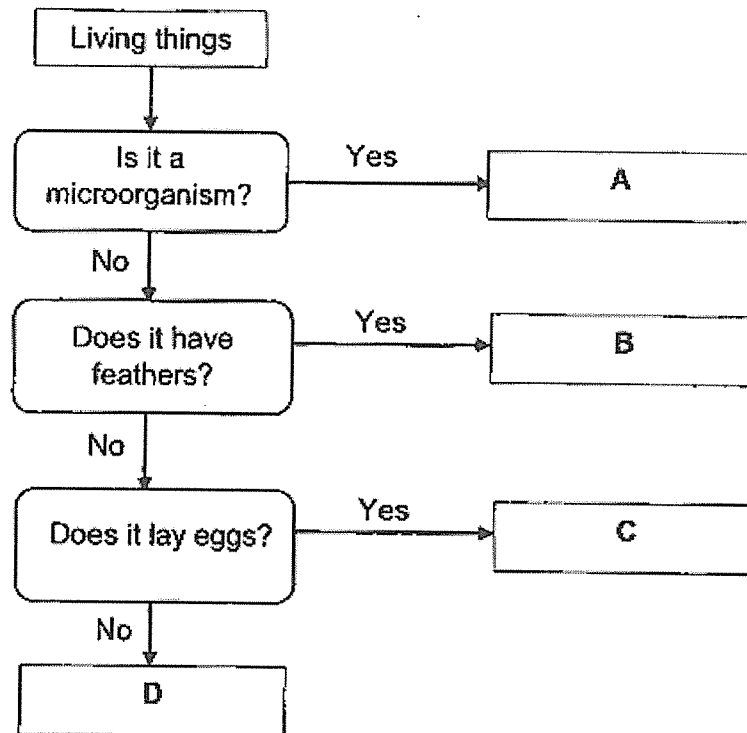 Living things
Is it a
microorganism?
Yes
A
No
Does it have
feathers?
Yes
B
No
Does it lay eggs?
Yes
C
No
D